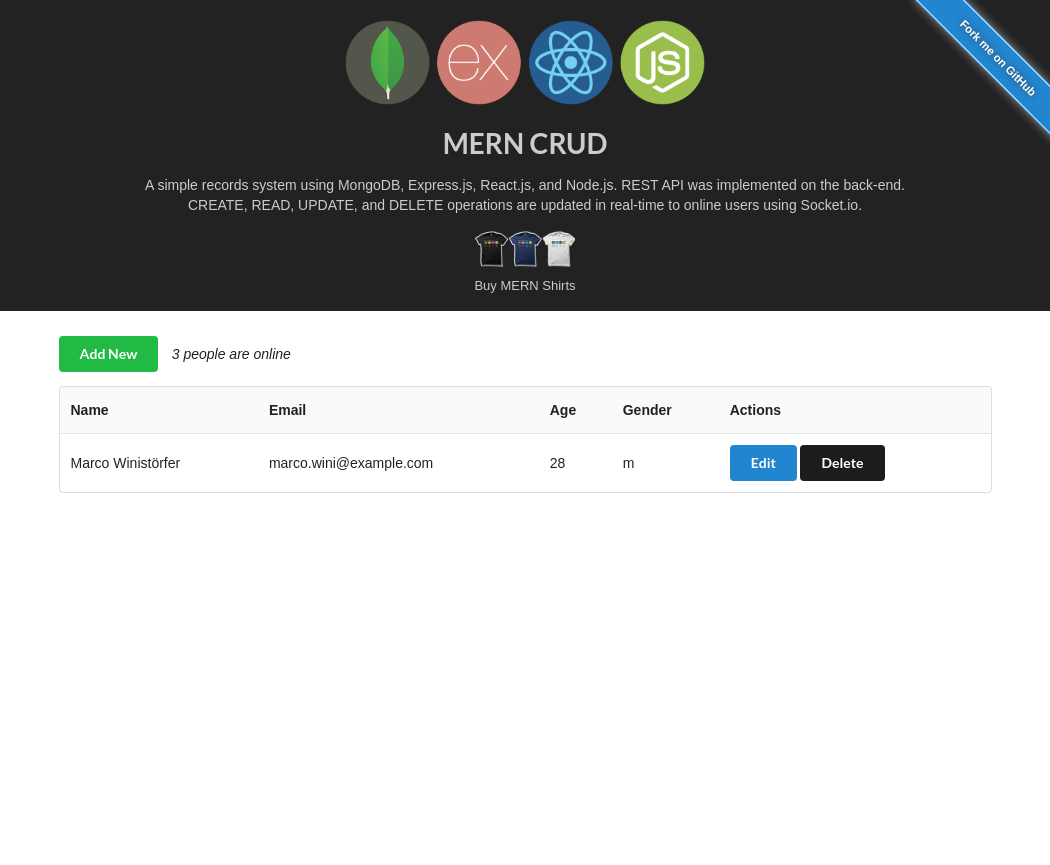 ex
JS
Fork me on GitHub
MERN CRUD
A simple records system using MongoDB, Express.js, React.js, and Node.js. REST API was implemented on the back-end.
CREATE, READ, UPDATE, and DELETE operations are updated in real-time to online users using Socket.io.
Buy MERN Shirts
Add New 3 people are online
Name Email Age Gender Actions
Marco Winistörfer marco.wini@example.com 28 m Edit Delete